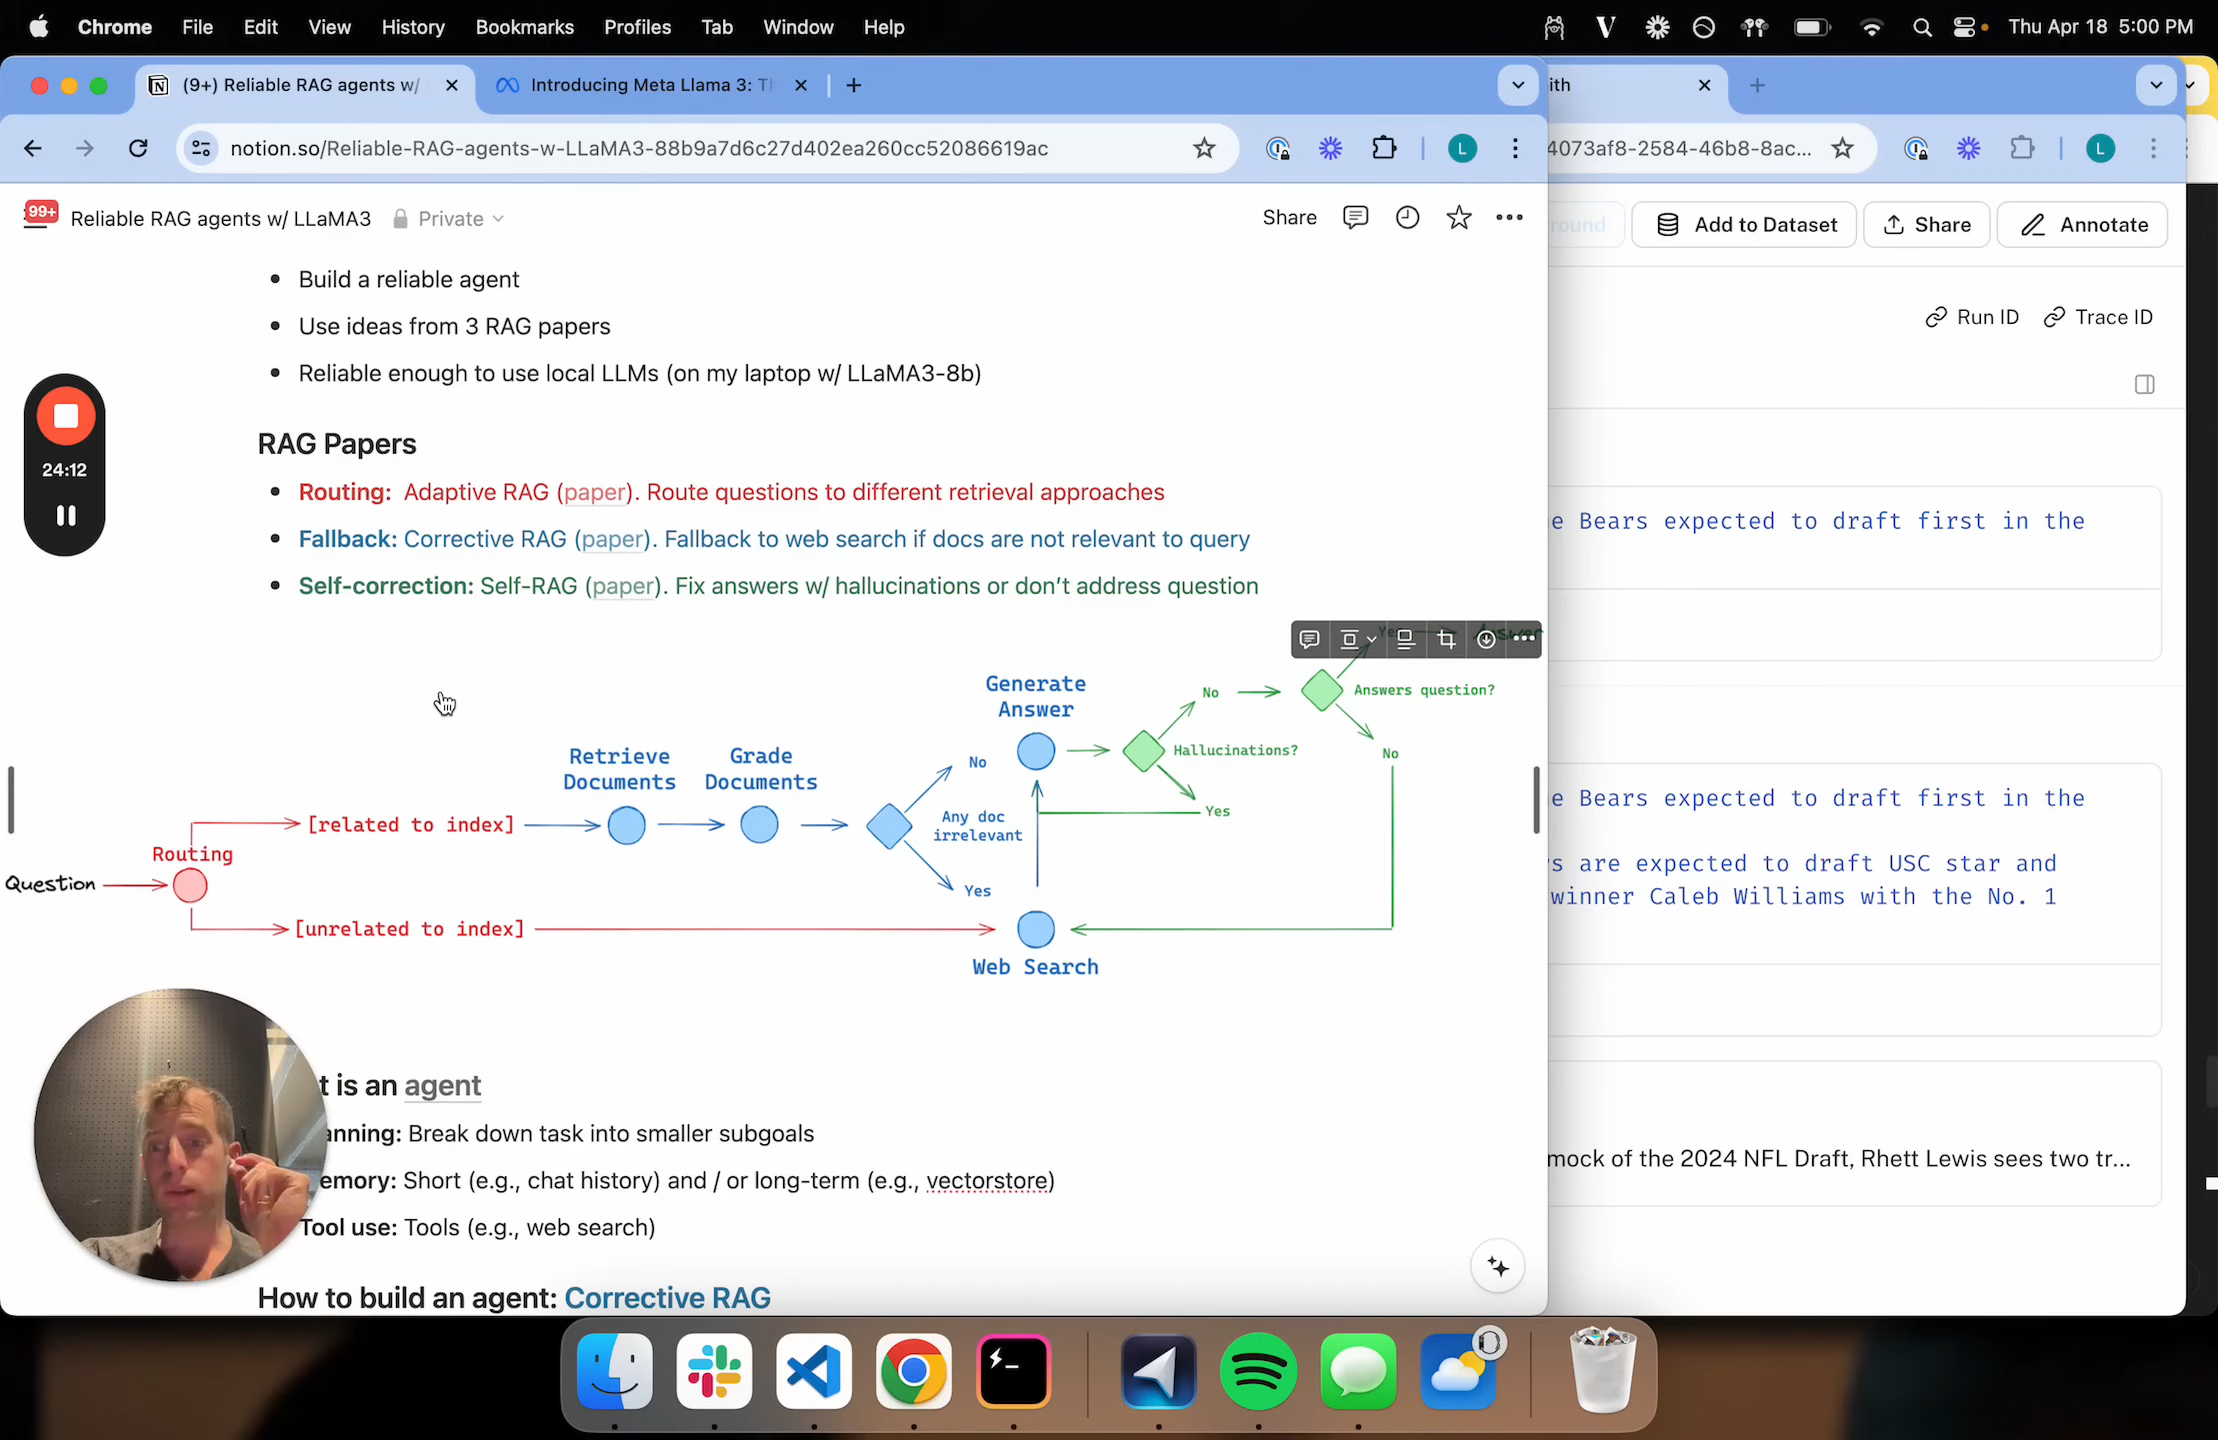 Chrome File Edit View History Bookmarks Profiles Tab Window Help
Thu Apr 18 5:00 PM
(9+) Reliable RAG agents w/
Introducing Meta Llama 3: Th
ith
notion.so/Reliable-RAG-agents-w-LLaMA3-88b9a7d6c27d402ea260cc52086619ac
L
4073af8-2584-46b8-8ac...
L
99+
Reliable RAG agents w/ LLaMA3
Private
Share
round
Add to Dataset
Share
Annotate
Run ID
Trace ID
• Build a reliable agent
• Use ideas from 3 RAG papers
• Reliable enough to use local LLMs (on my laptop w/ LLaMA3-8b)
24:12
RAG Papers
• Routing: Adaptive RAG (paper). Route questions to different retrieval approaches
• Fallback: Corrective RAG (paper). Fallback to web search if docs are not relevant to query
• Self-correction: Self-RAG (paper). Fix answers w/ hallucinations or don’t address question
Yes
Answer
Generate
Answer
No
Answers question?
Hallucinations?
No
Yes
Retrieve
Documents
Grade
Documents
No
Any doc
irrelevant
Yes
[related to index]
Routing
Question
[unrelated to index]
Web Search
t is an agent
anning: Break down task into smaller subgoals
emory: Short (e.g., chat history) and / or long-term (e.g., vectorstore)
Tool use: Tools (e.g., web search)
How to build an agent: Corrective RAG
e Bears expected to draft first in the
e Bears expected to draft first in the
s are expected to draft USC star and
winner Caleb Williams with the No. 1
mock of the 2024 NFL Draft, Rhett Lewis sees two tr...